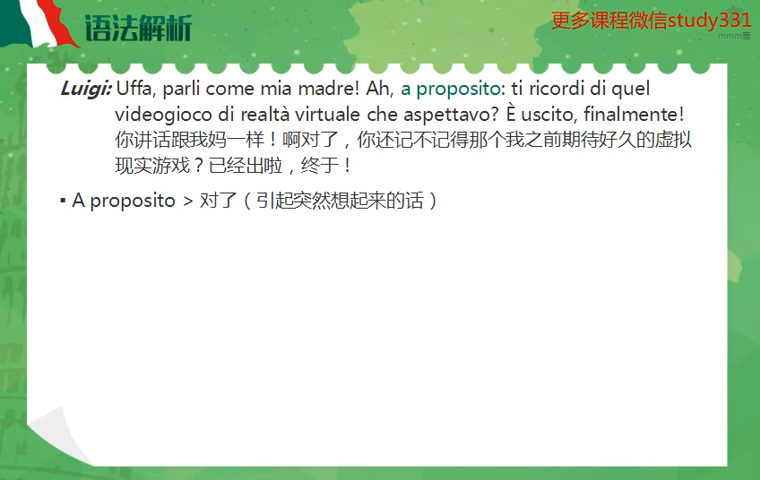 语法解析
更多课程微信study331
Luigi: Uffa, parli come mia madre! Ah, a proposito: ti ricordi di quel
videogioco di realtà virtuale che aspettavo? È uscito, finalmente!
你讲话跟我妈一样！啊对了，你还记不记得那个我之前期待好久的虚拟
现实游戏？已经出啦，终于！
▪ A proposito > 对了（引起突然想起来的话）